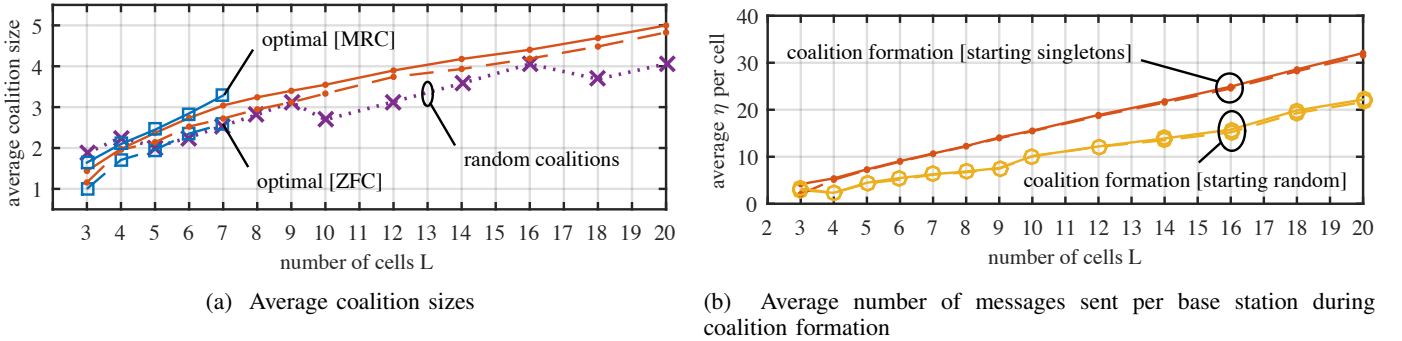 average coalition size
5
4
3
2
1
optimal [MRC]
random coalitions
optimal [ZFC]
3 4 5 6 7 8 9 10 11 12 13 14 15 16 17 18 19 20
number of cells L
(a) Average coalition sizes
average η per cell
40
30
20
10
0
coalition formation [starting singletons]
coalition formation [starting random]
2 3 4 5 6 7 8 9 10 11 12 13 14 15 16 17 18 19 20
number of cells L
(b) Average number of messages sent per base station during
coalition formation